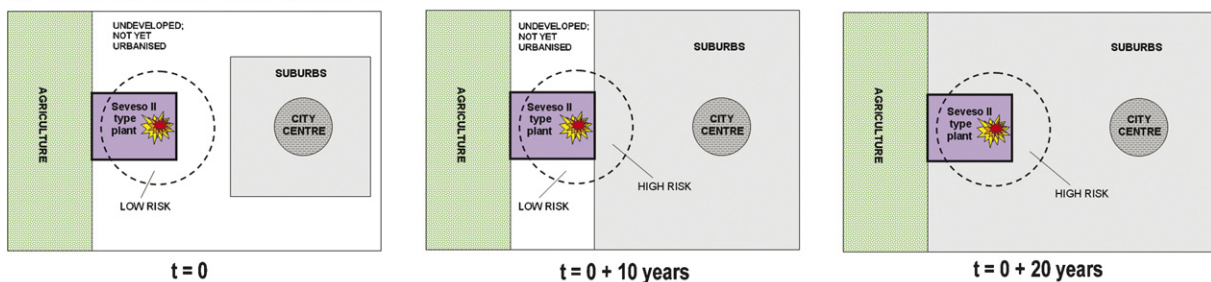 UNDEVELOPED;
NOT YET
URBANISED
SUBURBS
AGRICULTURE
Seveso II
type
plant
CITY
CENTRE
LOW RISK
t = 0
UNDEVELOPED;
NOT YET
URBANISED
SUBURBS
AGRICULTURE
Seveso II
type
plant
CITY
CENTRE
HIGH RISK
LOW RISK
t = 0 + 10 years
SUBURBS
AGRICULTURE
Seveso II
type
plant
CITY
CENTRE
HIGH RISK
t = 0 + 20 years